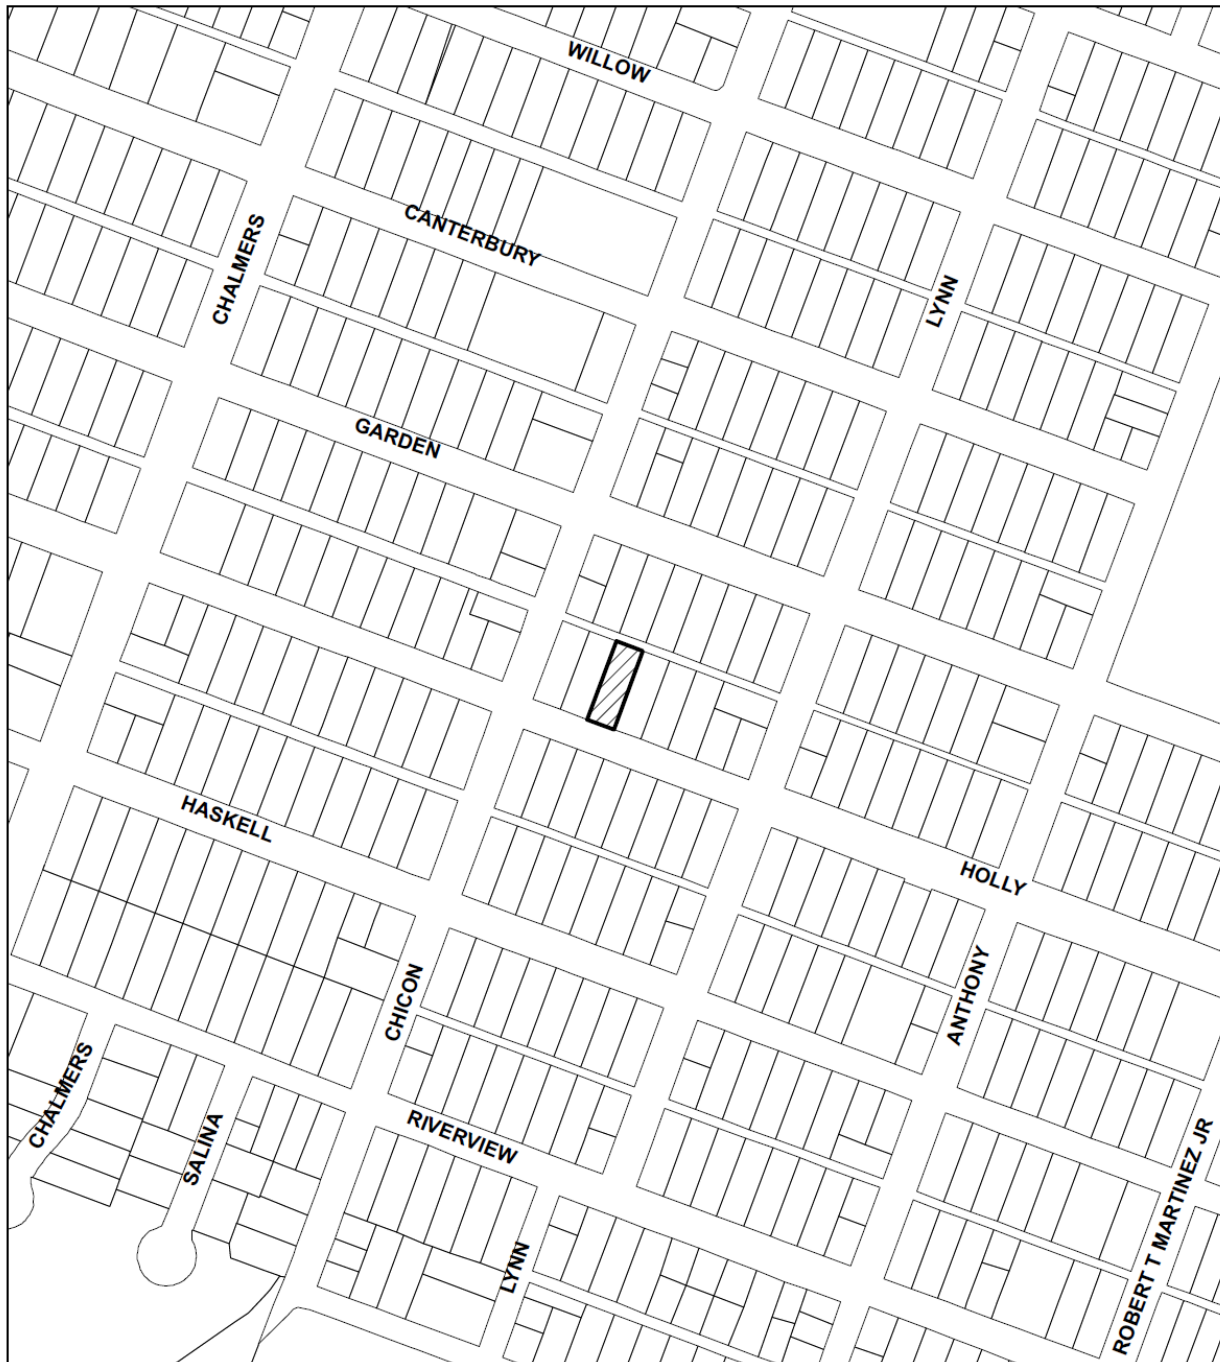 WILLOW
CANTERBURY
CHALMERS
LYNN
GARDEN
HASKELL
HOLLY
CHICON
ANTHONY
CHALMERS
SALINA
RIVERVIEW
LYNN
ROBERT T MARTINEZ JR